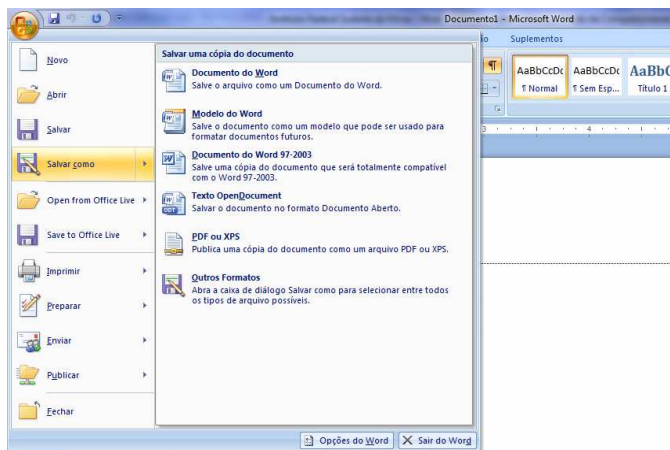 Documento1 - Microsoft Word
Suplementos
Novo
Abrir
Salvar
Salvar como
Open from Office Live
Save to Office Live
Imprimir
Preparar
Enviar
Publicar
Fechar
Salvar uma cópia do documento
Documento do Word
Salve o arquivo como um Documento do Word.
Modelo do Word
Salve o documento como um modelo que pode ser usado para
formatar documentos futuros.
Documento do Word 97-2003
Salve uma cópia do documento que será totalmente compatível
com o Word 97-2003.
Texto OpenDocument
Salvar o documento no formato Documento Aberto.
PDF ou XPS
Publica uma cópia do documento como um arquivo PDF ou XPS.
Outros Formatos
Abra a caixa de diálogo Salvar como para selecionar entre todos
os tipos de arquivo possíveis.
AaBbCcDc AaBbCcDc AaBbC
¶ Normal ¶ Sem Esp... Título 1
3 4
Opções do Word Sair do Word